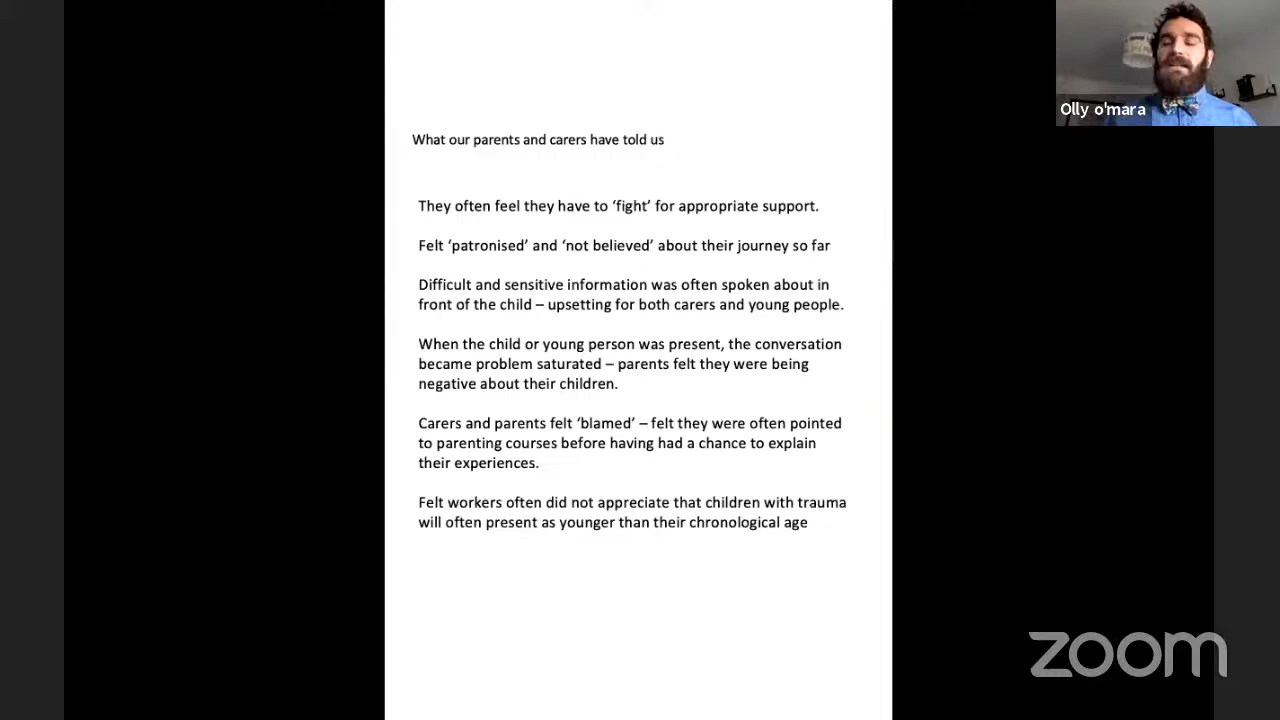 What our parents and carers have told us
They often feel they have to ‘fight’ for appropriate support.
Felt ‘patronised’ and ‘not believed’ about their journey so far
Difficult and sensitive information was often spoken about in
front of the child – upsetting for both carers and young people.
When the child or young person was present, the conversation
became problem saturated – parents felt they were being
negative about their children.
Carers and parents felt ‘blamed’ – felt they were often pointed
to parenting courses before having had a chance to explain
their experiences.
Felt workers often did not appreciate that children with trauma
will often present as younger than their chronological age
Olly o'mara
zoom